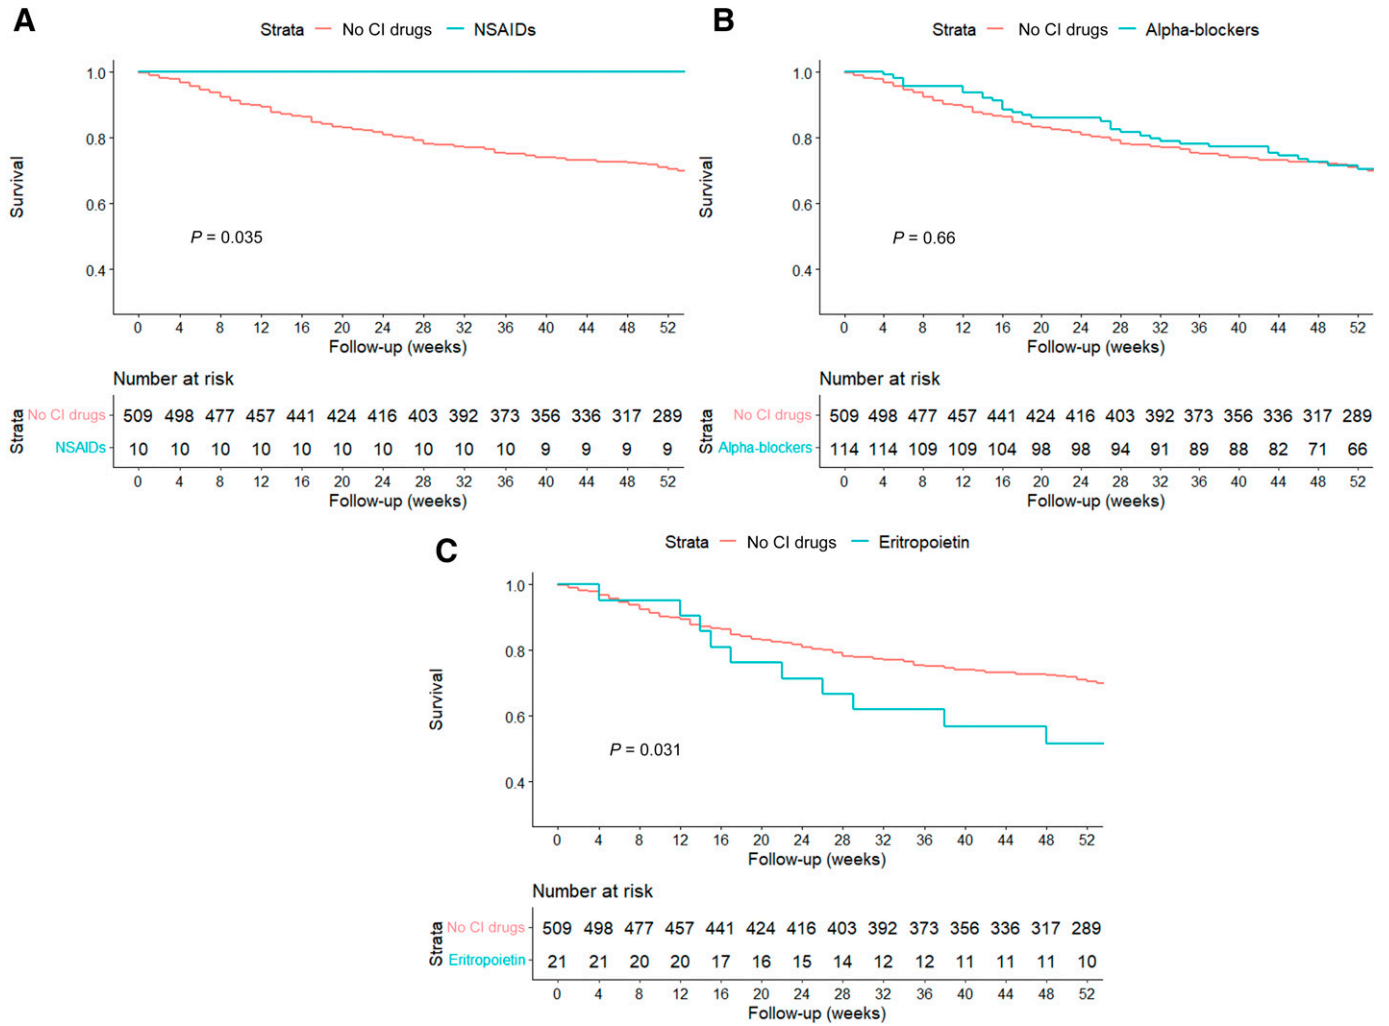 A
Strata No CI drugs NSAIDs
1.0
0.8
0.6
0.4
Survival
P = 0.035
0 4 8 12 16 20 24 28 32 36 40 44 48 52
Follow-up (weeks)
Number at risk
Strata
No CI drugs 509 498 477 457 441 424 416 403 392 373 356 336 317 289
NSAIDs 10 10 10 10 10 10 10 10 10 10 9 9 9 9
0 4 8 12 16 20 24 28 32 36 40 44 48 52
Follow-up (weeks)
B
Strata No CI drugs Alpha-blockers
1.0
0.8
0.6
0.4
Survival
P = 0.66
0 4 8 12 16 20 24 28 32 36 40 44 48 52
Follow-up (weeks)
Number at risk
Strata
No CI drugs 509 498 477 457 441 424 416 403 392 373 356 336 317 289
Alpha-blockers 114 114 109 109 104 98 98 94 91 89 88 82 71 66
0 4 8 12 16 20 24 28 32 36 40 44 48 52
Follow-up (weeks)
C
Strata No CI drugs Eritropoietin
1.0
0.8
0.6
0.4
Survival
P = 0.031
0 4 8 12 16 20 24 28 32 36 40 44 48 52
Follow-up (weeks)
Number at risk
Strata
No CI drugs 509 498 477 457 441 424 416 403 392 373 356 336 317 289
Eritropoietin 21 21 20 20 17 16 15 14 12 12 11 11 11 10
0 4 8 12 16 20 24 28 32 36 40 44 48 52
Follow-up (weeks)